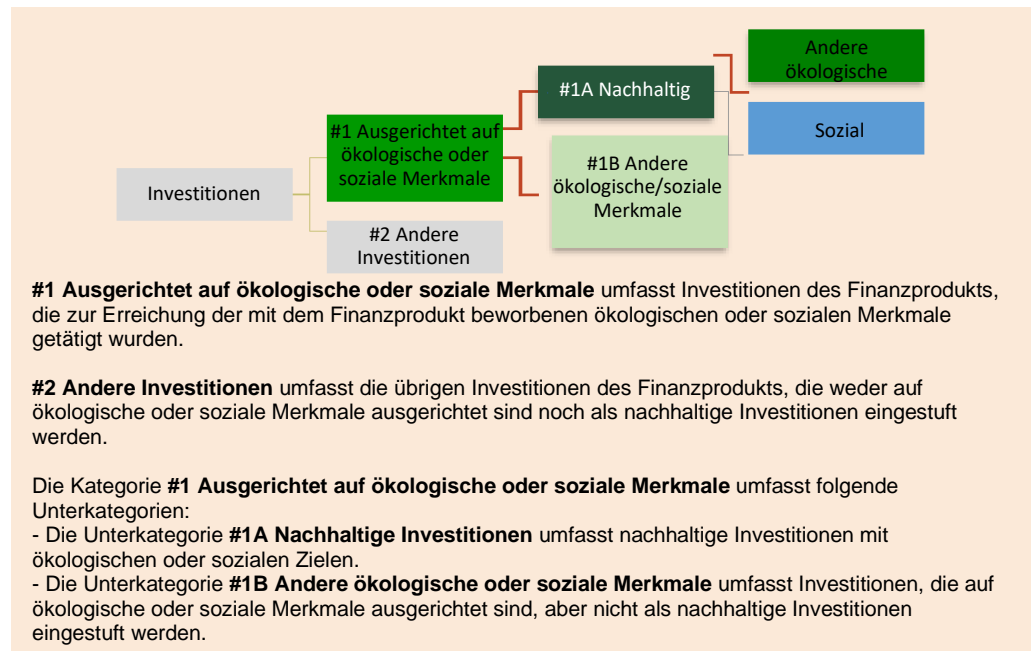 Andere
ökologische
#1A Nachhaltig
Sozial
#1 Ausgerichtet auf
ökologische oder
soziale Merkmale
#1B Andere
ökologische/soziale
Merkmale
Investitionen
#2 Andere
Investitionen
#1 Ausgerichtet auf ökologische oder soziale Merkmale umfasst Investitionen des Finanzprodukts,
die zur Erreichung der mit dem Finanzprodukt beworbenen ökologischen oder sozialen Merkmale
getätigt wurden.
#2 Andere Investitionen umfasst die übrigen Investitionen des Finanzprodukts, die weder auf
ökologische oder soziale Merkmale ausgerichtet sind noch als nachhaltige Investitionen eingestuft
werden.
Die Kategorie #1 Ausgerichtet auf ökologische oder soziale Merkmale umfasst folgende
Unterkategorien:
- Die Unterkategorie #1A Nachhaltige Investitionen umfasst nachhaltige Investitionen mit
ökologischen oder sozialen Zielen.
- Die Unterkategorie #1B Andere ökologische oder soziale Merkmale umfasst Investitionen, die auf
ökologische oder soziale Merkmale ausgerichtet sind, aber nicht als nachhaltige Investitionen
eingestuft werden.